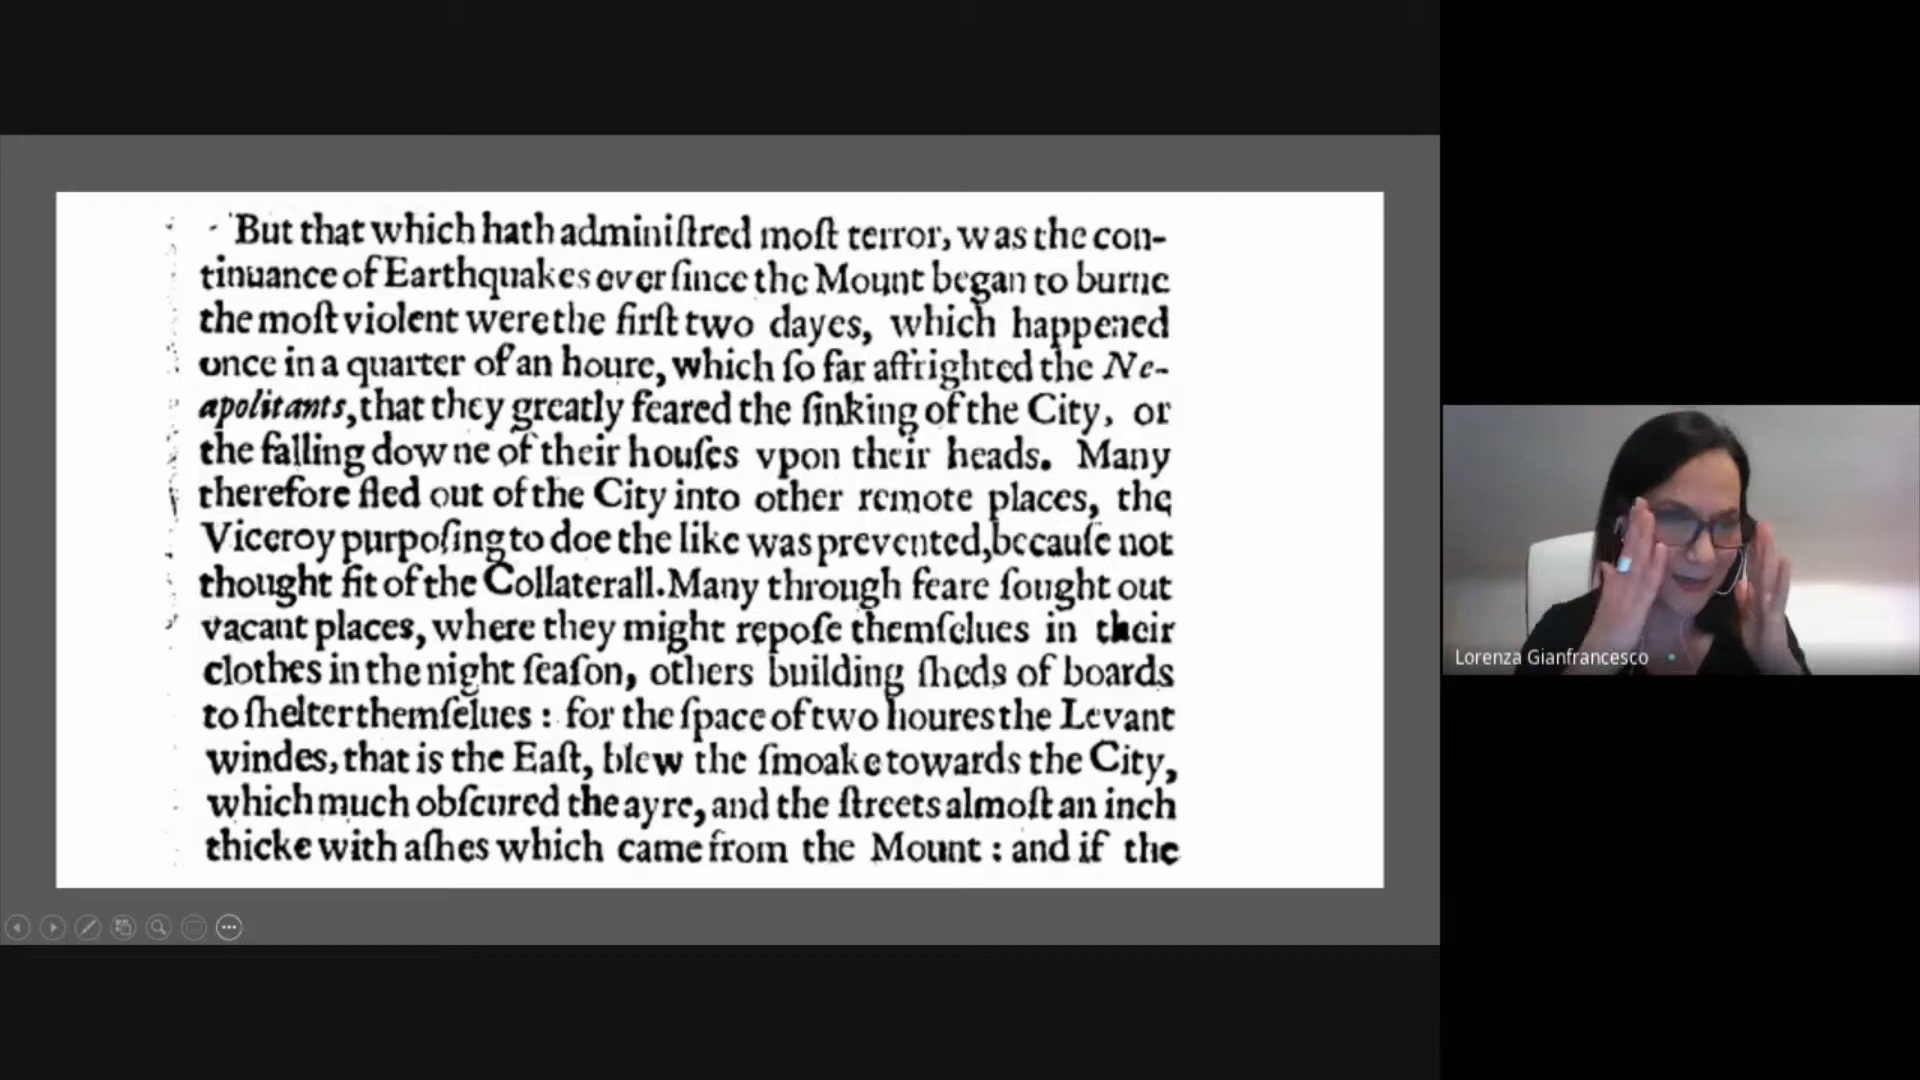 But that which hath adminiſtred moſt terror, was the con-
tinuance of Earthquakes ever ſince the Mount began to burne
the moſt violent were the firſt two dayes, which happened
once in a quarter of an houre, which ſo far affrighted the Ne-
apolitants, that they greatly feared the ſinking of the City, or
the falling downe of their houſes vpon their heads. Many
therefore fled out of the City into other remote places, the
Viceroy purpoſing to doe the like was prevented, becauſe not
thought fit of the Collaterall. Many through feare ſought out
vacant places, where they might repoſe themſelues in their
clothes in the night ſeaſon, others building ſheds of boards
to ſhelter themſelues : for the ſpace of two houres the Levant
windes, that is the Eaſt, blew the ſmoake towards the City,
which much obſcured the ayre, and the ſtreets almoſt an inch
thicke with aſhes which came from the Mount : and if the
Lorenza Gianfrancesco